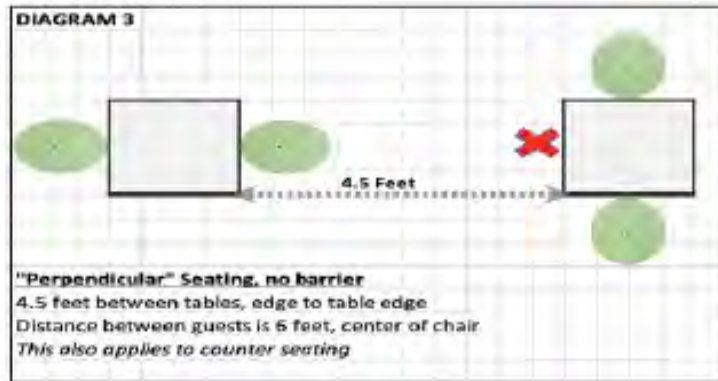 DIAGRAM 3
4.5 Feet
"Perpendicular" Seating, no barrier
4.5 feet between tables, edge to table edge
Distance between guests is 6 feet, center of chair
This also applies to counter seating